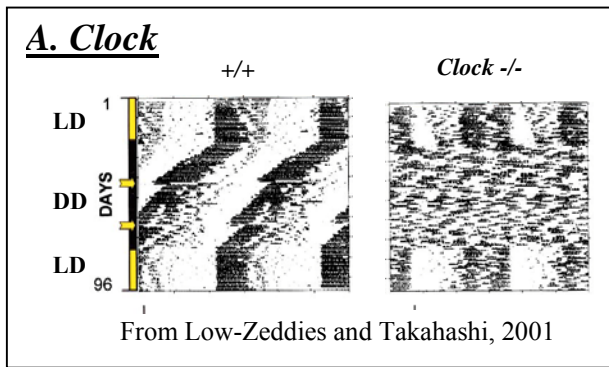 A. Clock
+/+
Clock -/-
1
LD
DAYS
DD
LD
96
From Low-Zeddies and Takahashi, 2001